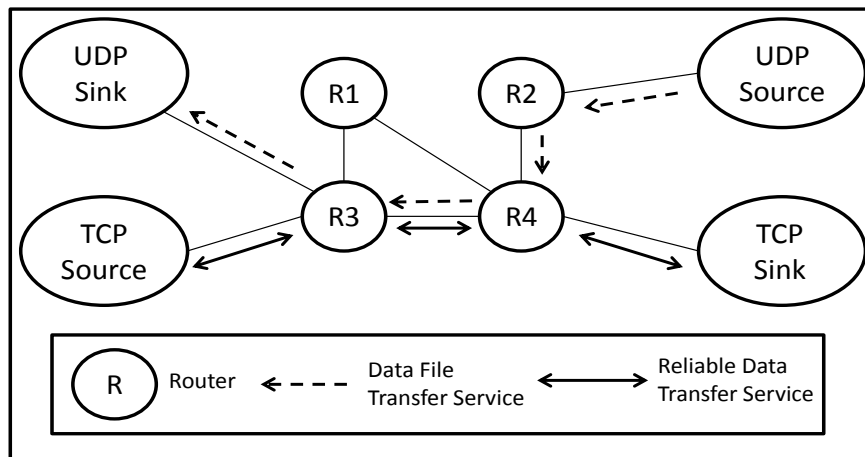 UDP
Sink
R1
R2
UDP
Source
TCP
Source
R3
R4
TCP
Sink
R
Router
Data File
Transfer Service
Reliable Data
Transfer Service